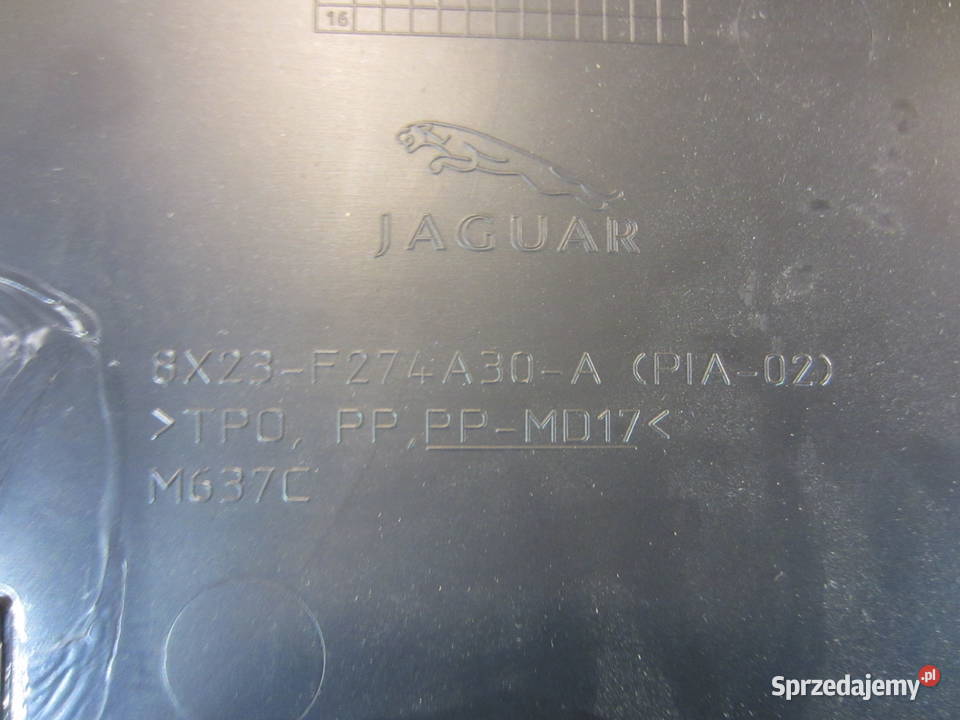 16
JAGUAR
8X23-F274A30-A (PIA-02)
>TPO, PP, PP-MD17<
M637C
Sprzedajemy.pl